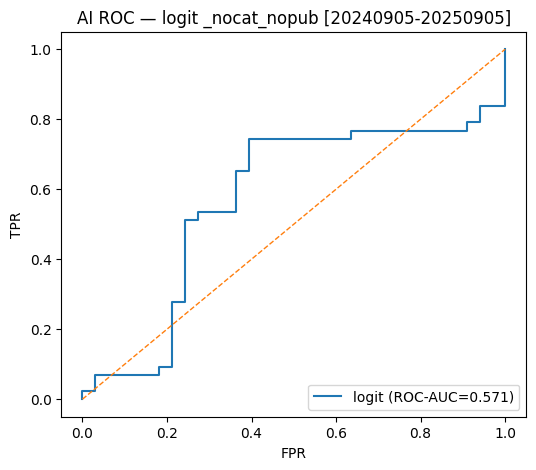 AI ROC — logit _nocat_nopub [20240905-20250905]
TPR
1.0
0.8
0.6
0.4
0.2
0.0
logit (ROC-AUC=0.571)
0.0 0.2 0.4 0.6 0.8 1.0
FPR